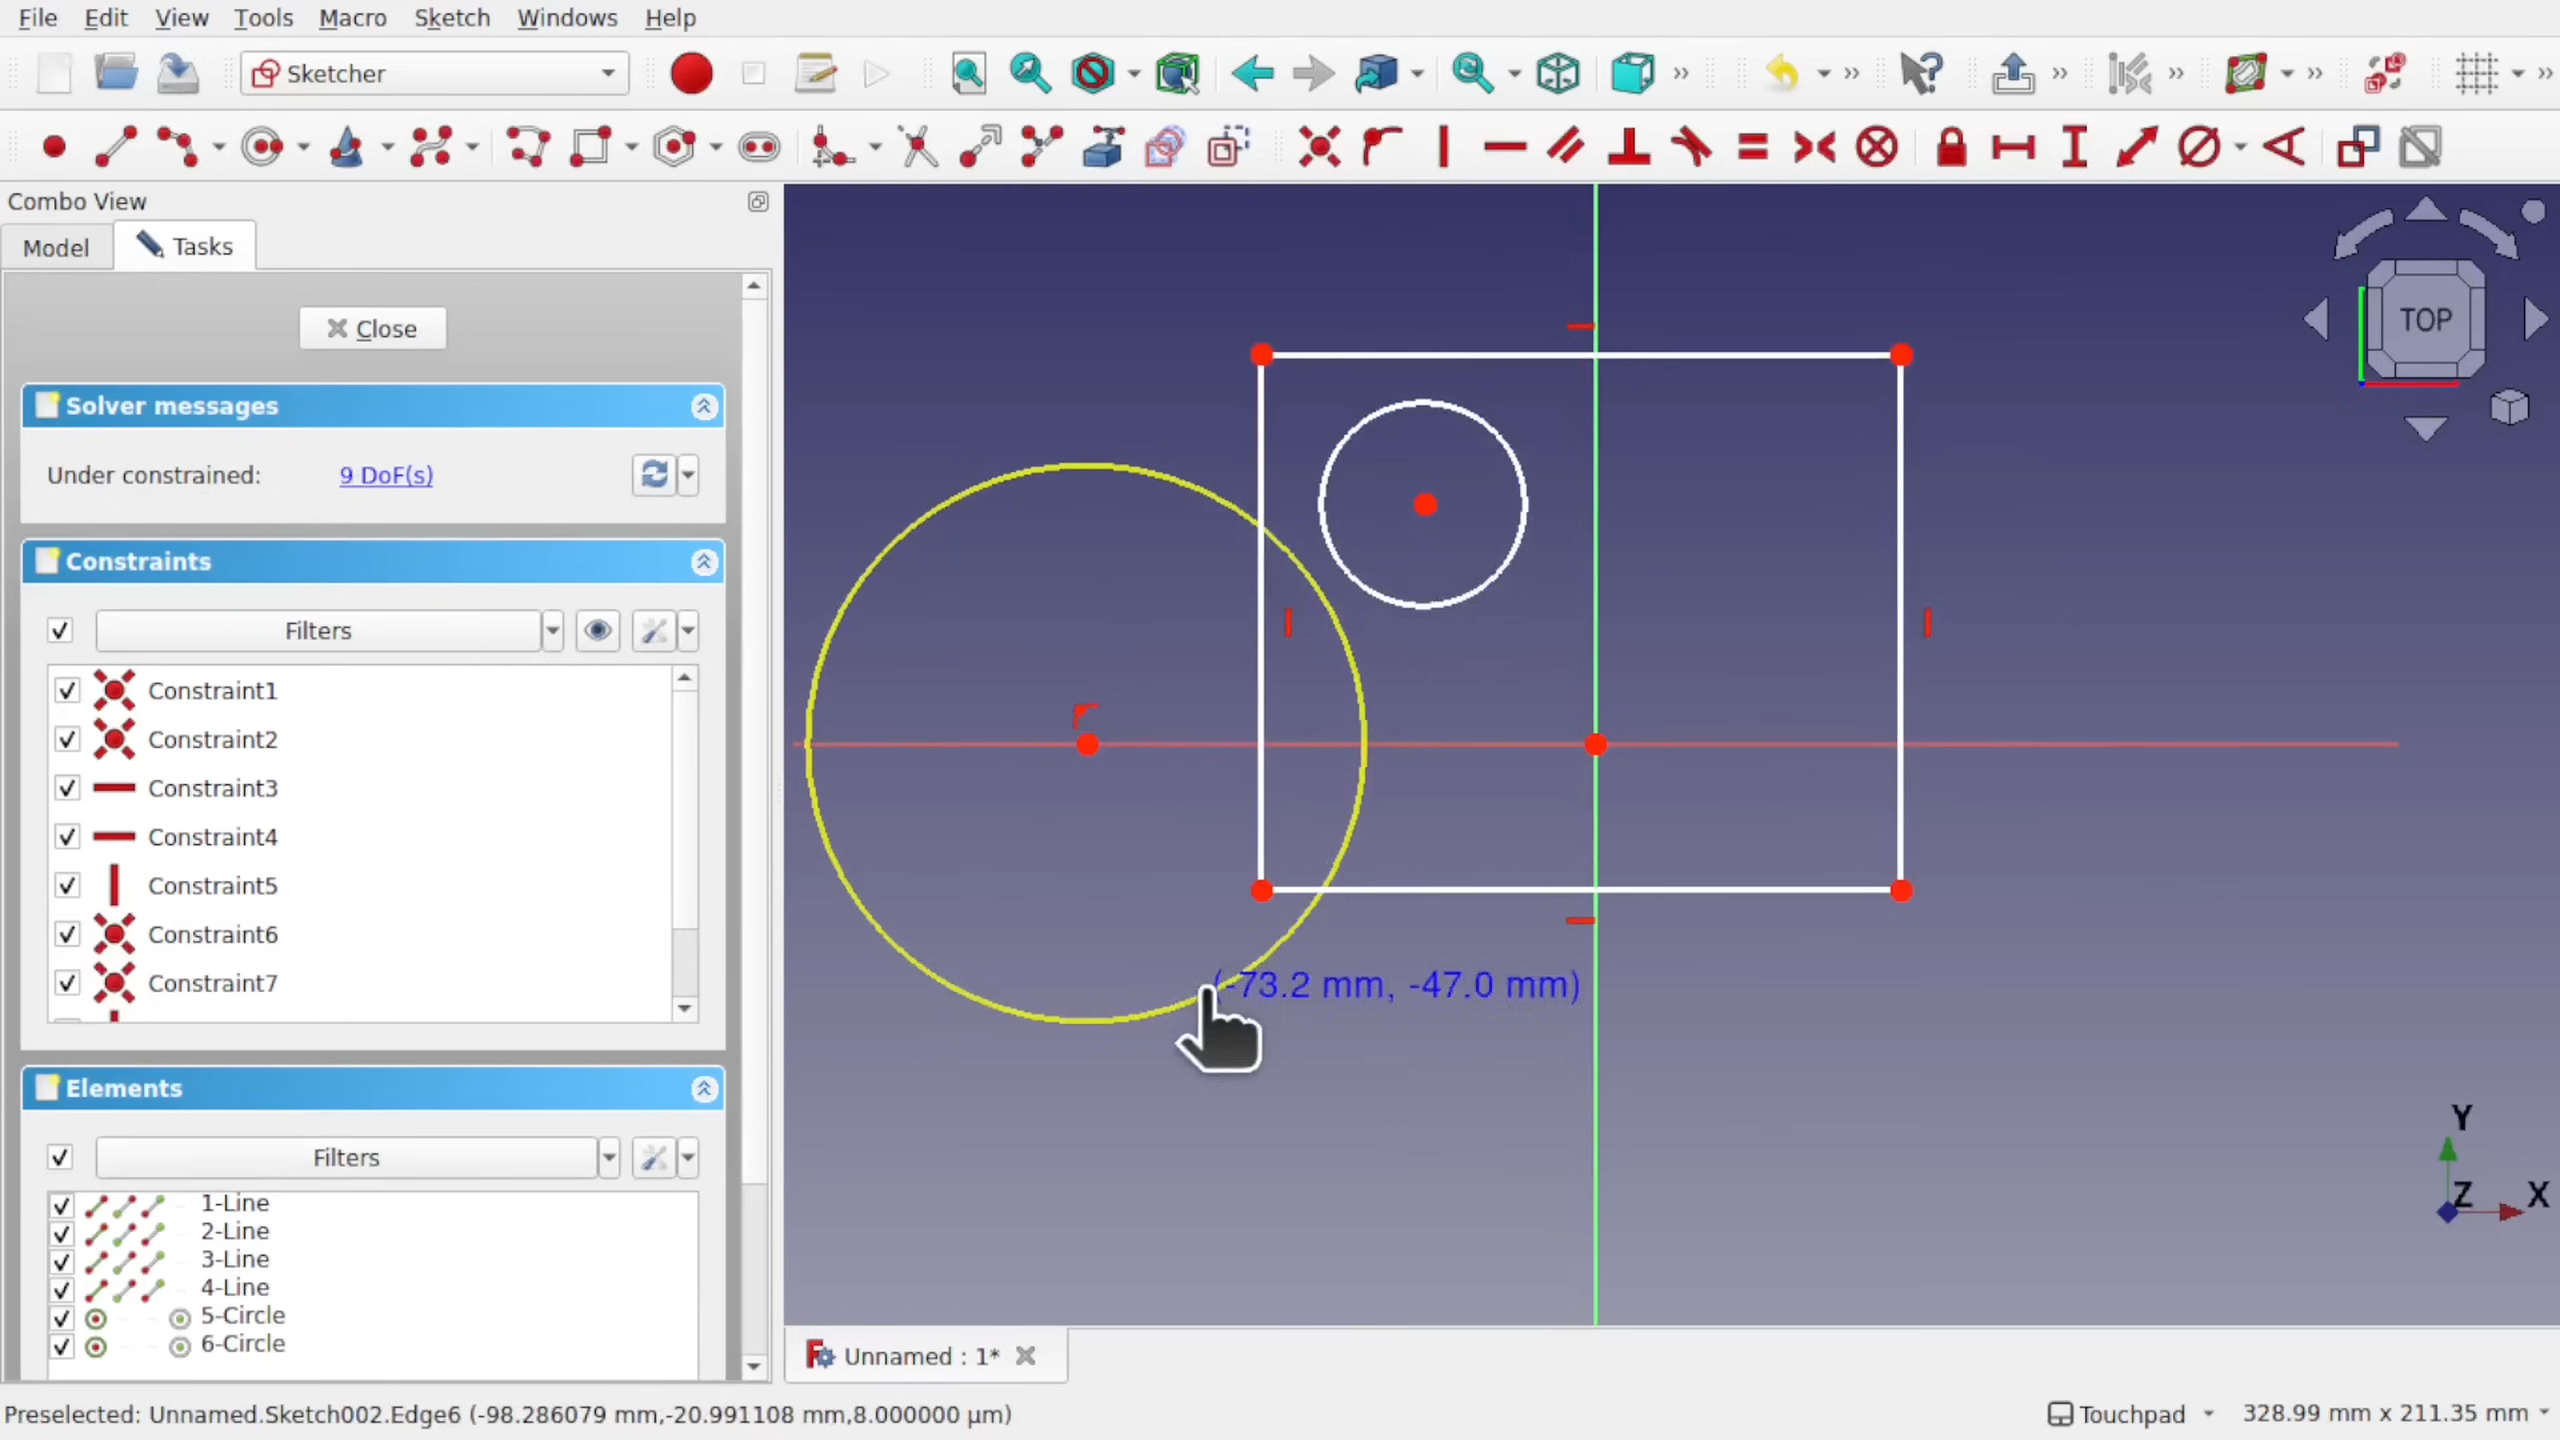 File Edit View Tools Macro Sketch Windows Help
Sketcher
Combo View
Model Tasks
Close
Solver messages
Under constrained: 9 DoF(s)
Constraints
Filters
Constraint1
Constraint2
Constraint3
Constraint4
Constraint5
Constraint6
Constraint7
Elements
Filters
1-Line
2-Line
3-Line
4-Line
5-Circle
6-Circle
TOP
(-73.2 mm, -47.0 mm)
Y
Z X
Unnamed : 1*
Preselected: Unnamed.Sketch002.Edge6 (-98.286079 mm,-20.991108 mm,8.000000 µm)
Touchpad 328.99 mm x 211.35 mm